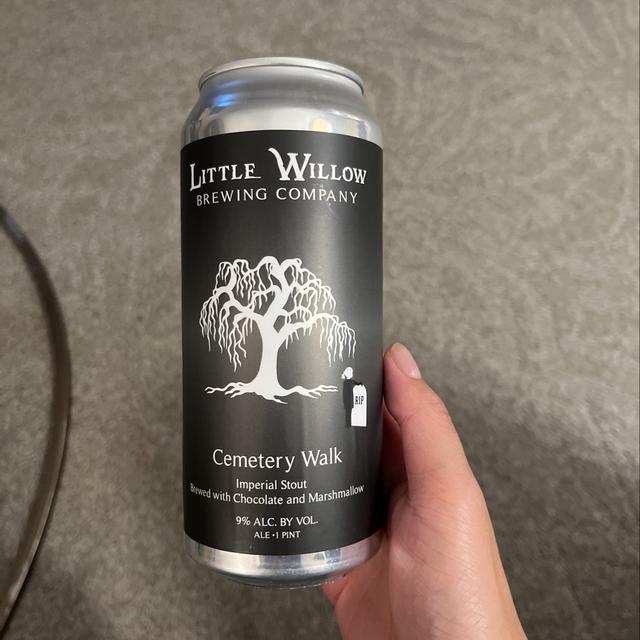 LITTLE WILLOW
BREWING COMPANY
RIP
Cemetery Walk
Imperial Stout
Brewed with Chocolate and Marshmallow
9% ALC. BY VOL.
ALE • 1 PINT